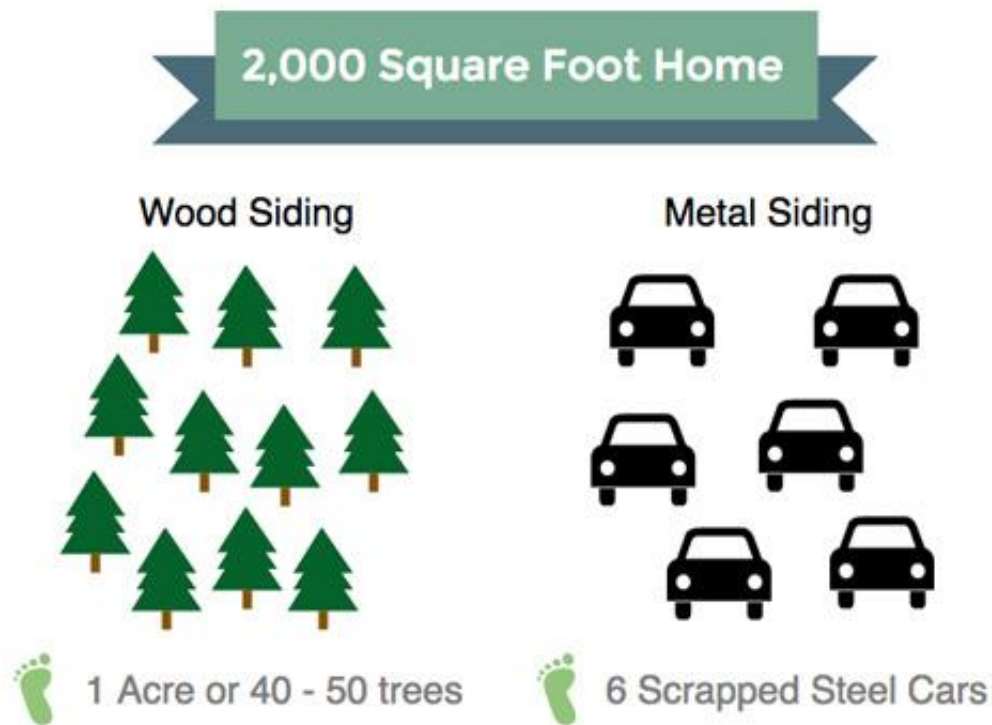 2,000 Square Foot Home
Wood Siding
Metal Siding
1 Acre or 40 - 50 trees
6 Scrapped Steel Cars